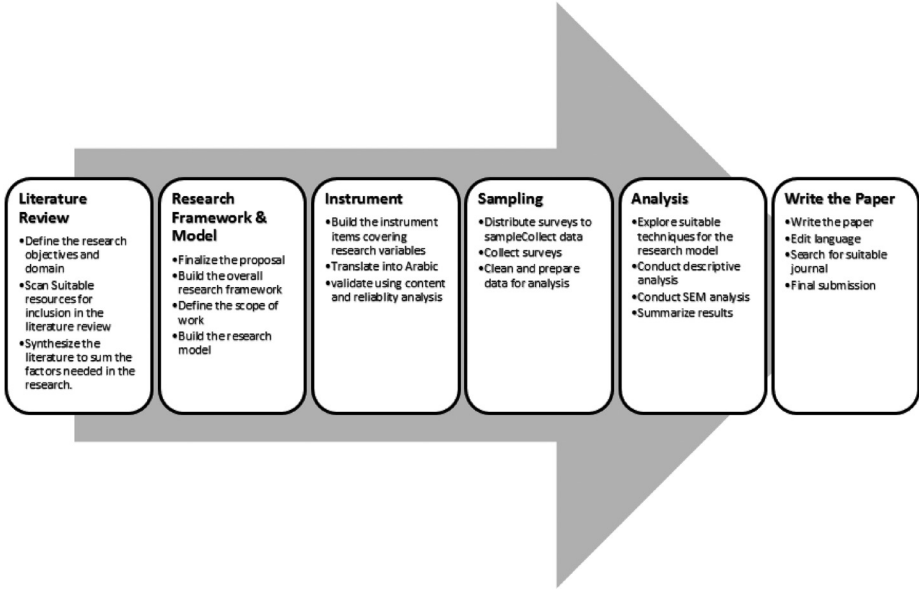 Literature
Review
•Define the research
objectives and
domain
•Scan Suitable
resources for
inclusion in the
literature review
•Synthesize the
literature to sum the
factors needed in the
research.
Research
Framework &
Model
•Finalize the proposal
•Build the overall
research framework
•Define the scope of
work
•Build the research
model
Instrument
•Build the instrument
items covering
research variables
•Translate into Arabic
•validate using content
and reliablity analysis
Sampling
•Distribute surveys to
sampleCollect data
•Collect surveys
•Clean and prepare
data for analysis
Analysis
•Explore suitable
techniques for the
research model
•Conduct descriptive
analysis
•Conduct SEM analysis
•Summarize results
Write the Paper
•Write the paper
•Edit language
•Search for suitable
journal
•Final submission